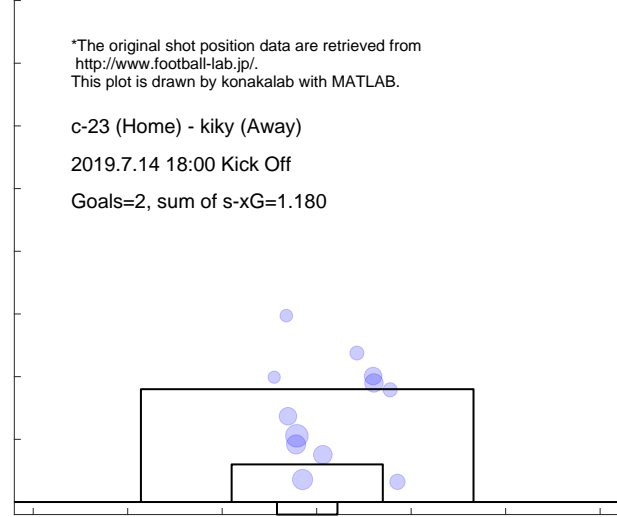 *The original shot position data are retrieved from
http://www.football-lab.jp/.
This plot is drawn by konakalab with MATLAB.
c-23 (Home) - kiky (Away)
2019.7.14 18:00 Kick Off
Goals=2, sum of s-xG=1.180